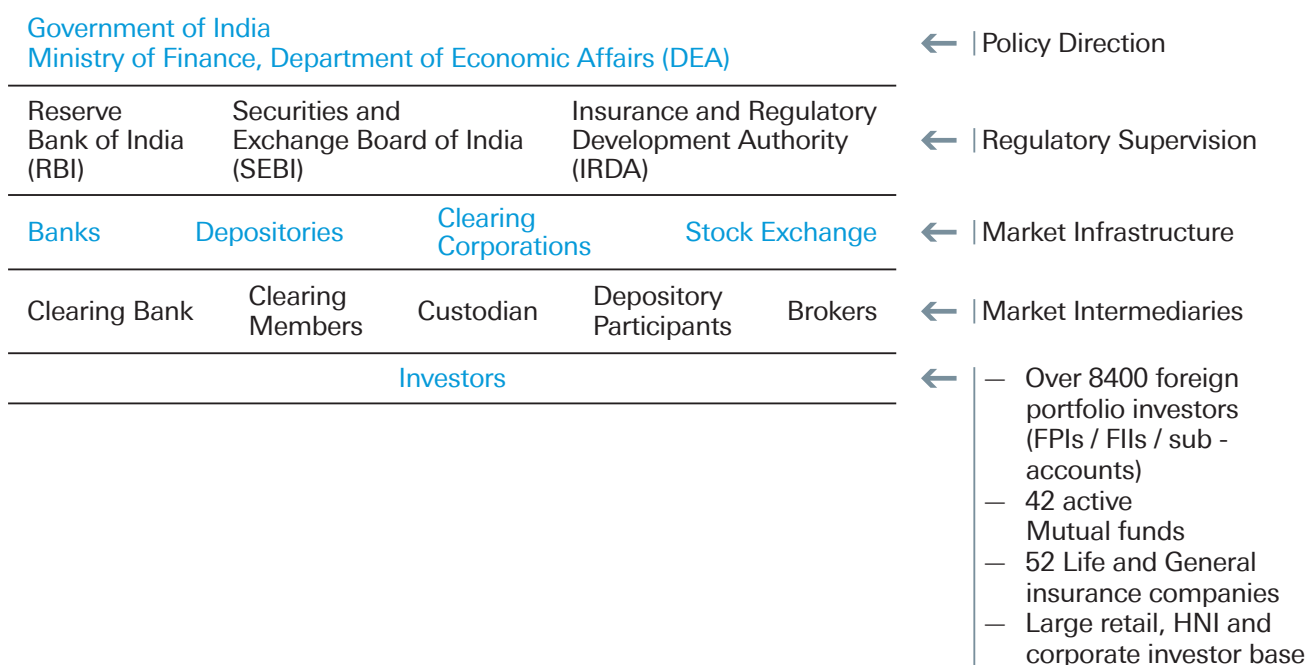 Government of India
Ministry of Finance, Department of Economic Affairs (DEA)
← | Policy Direction
Reserve
Bank of India
(RBI)
Securities and
Exchange Board of India
(SEBI)
Insurance and Regulatory
Development Authority
(IRDA)
← | Regulatory Supervision
Banks
Depositories
Clearing
Corporations
Stock Exchange
← | Market Infrastructure
Clearing Bank
Clearing
Members
Custodian
Depository
Participants
Brokers
← | Market Intermediaries
Investors
← | — Over 8400 foreign
portfolio investors
(FPIs / FIIs / sub -
accounts)
— 42 active
Mutual funds
— 52 Life and General
insurance companies
— Large retail, HNI and
corporate investor base